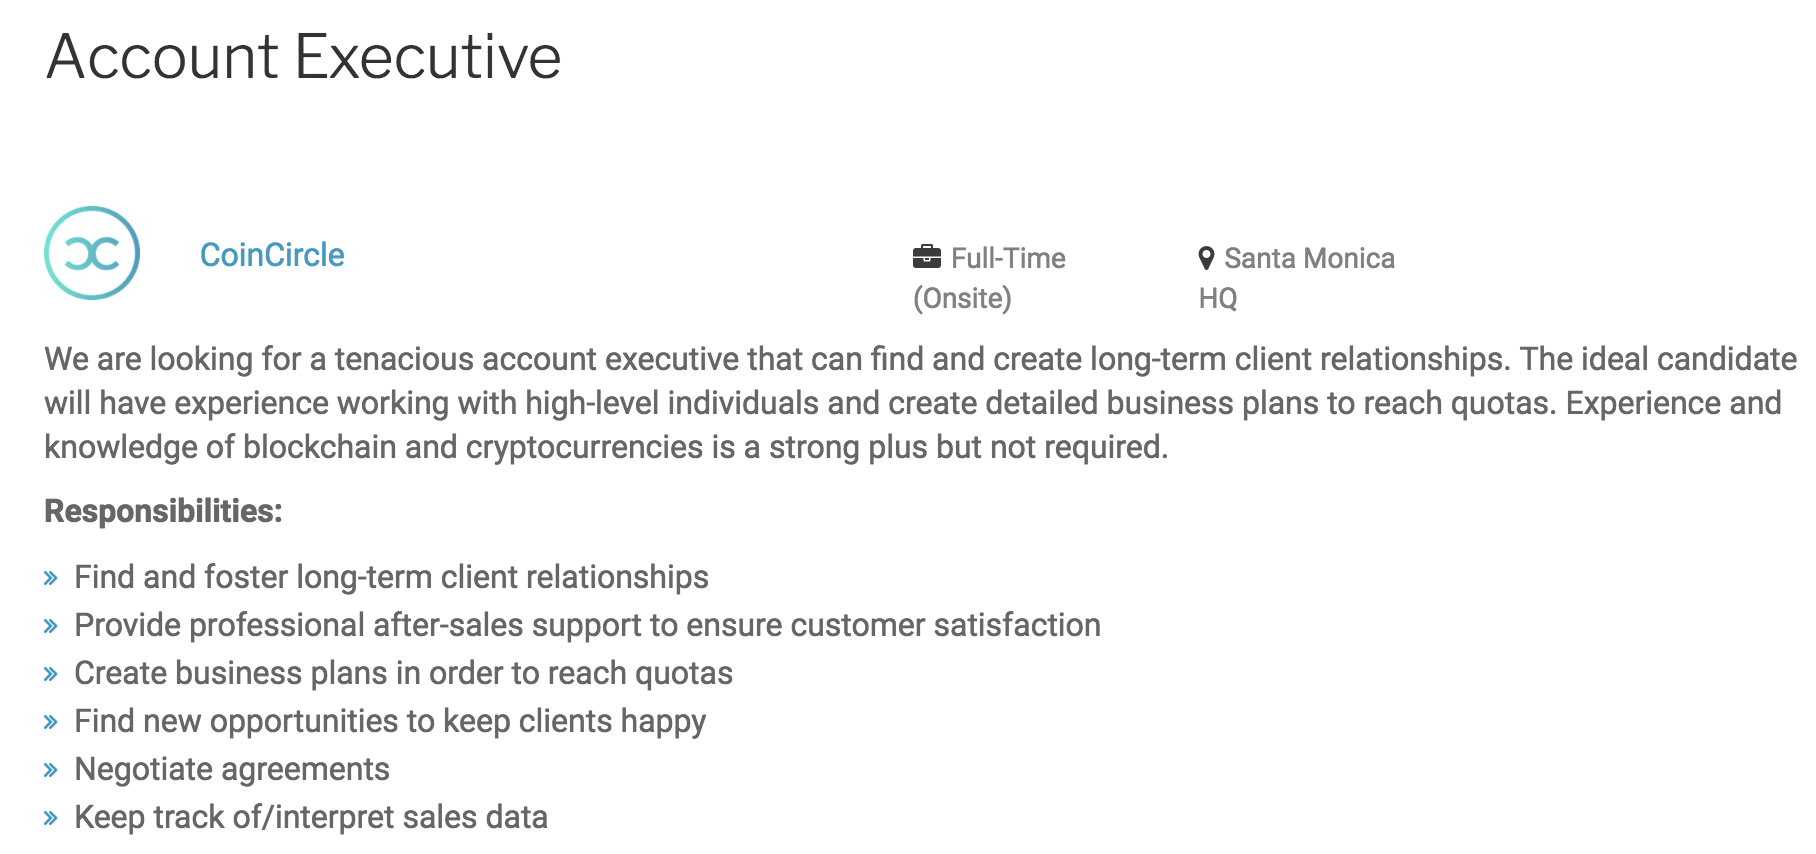 Account Executive
CoinCircle
Full-Time
(Onsite)
Santa Monica
HQ
We are looking for a tenacious account executive that can find and create long-term client relationships. The ideal candidate
will have experience working with high-level individuals and create detailed business plans to reach quotas. Experience and
knowledge of blockchain and cryptocurrencies is a strong plus but not required.
Responsibilities:
» Find and foster long-term client relationships
» Provide professional after-sales support to ensure customer satisfaction
» Create business plans in order to reach quotas
» Find new opportunities to keep clients happy
» Negotiate agreements
» Keep track of/interpret sales data